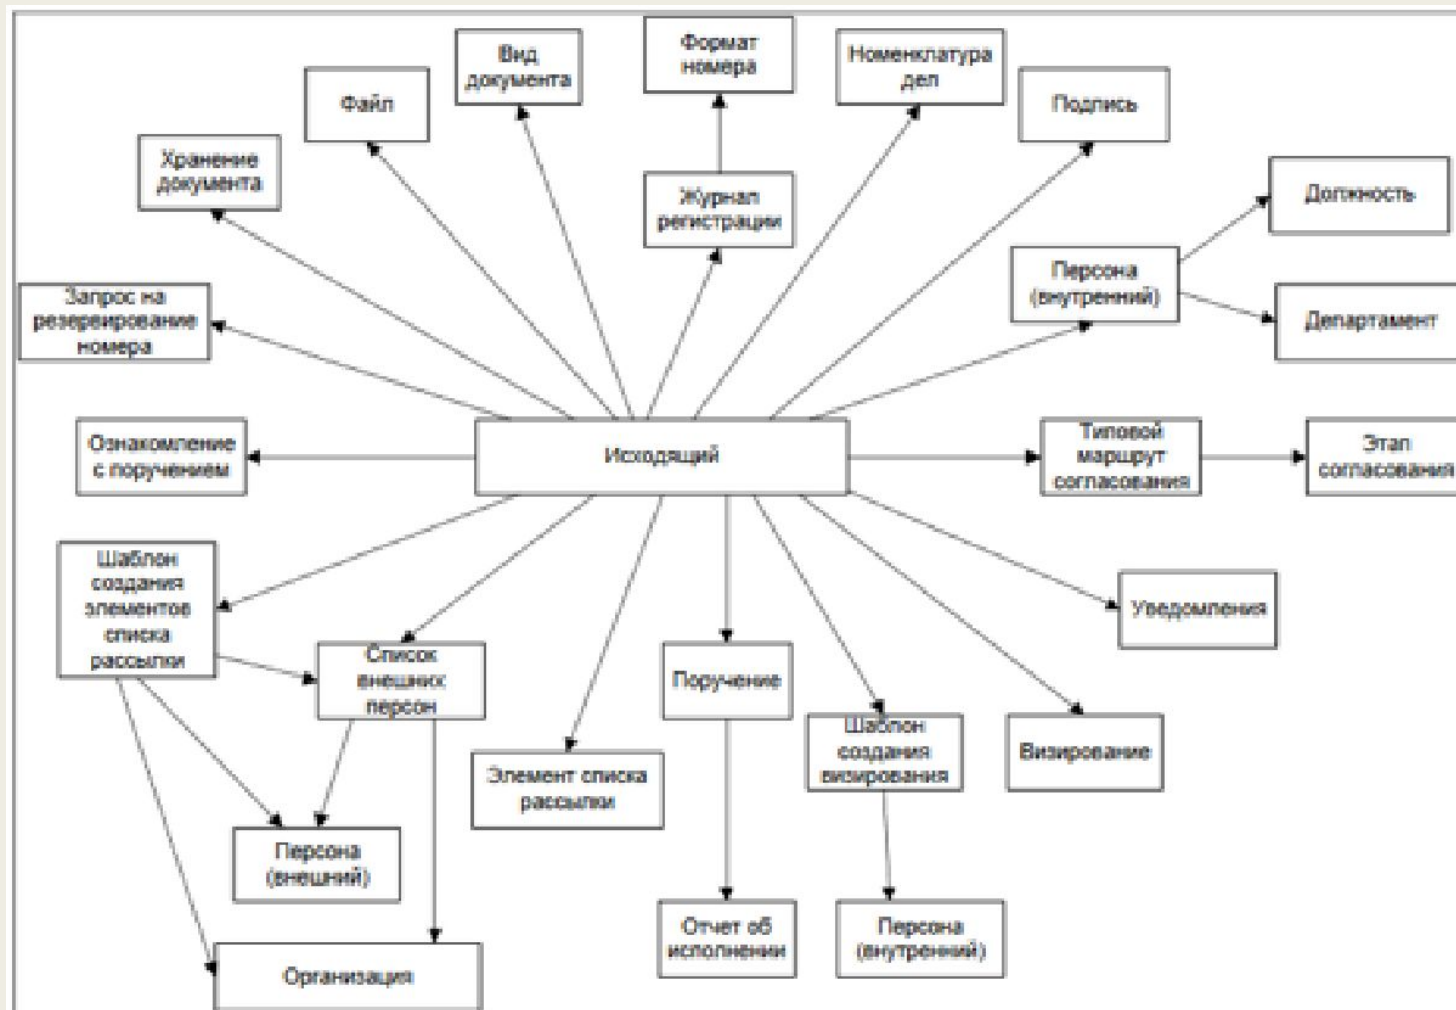 Вид
документа
Формат
номера
Номенклатура
дел
Файл
Подпись
Хранение
документа
Журнал
регистрации
Должность
Персона
(внутренний)
Запрос на
резервирование
номера
Департамент
Ознакомление
с поручением
Исходящий
Типовой
маршрут
согласования
Этап
согласования
Шаблон
создания
элементов
списка
рассылки
Уведомления
Список
внешних
персон
Поручение
Шаблон
создания
визирования
Визирование
Элемент списка
рассылки
Персона
(внешний)
Отчет об
исполнении
Персона
(внутренний)
Организация